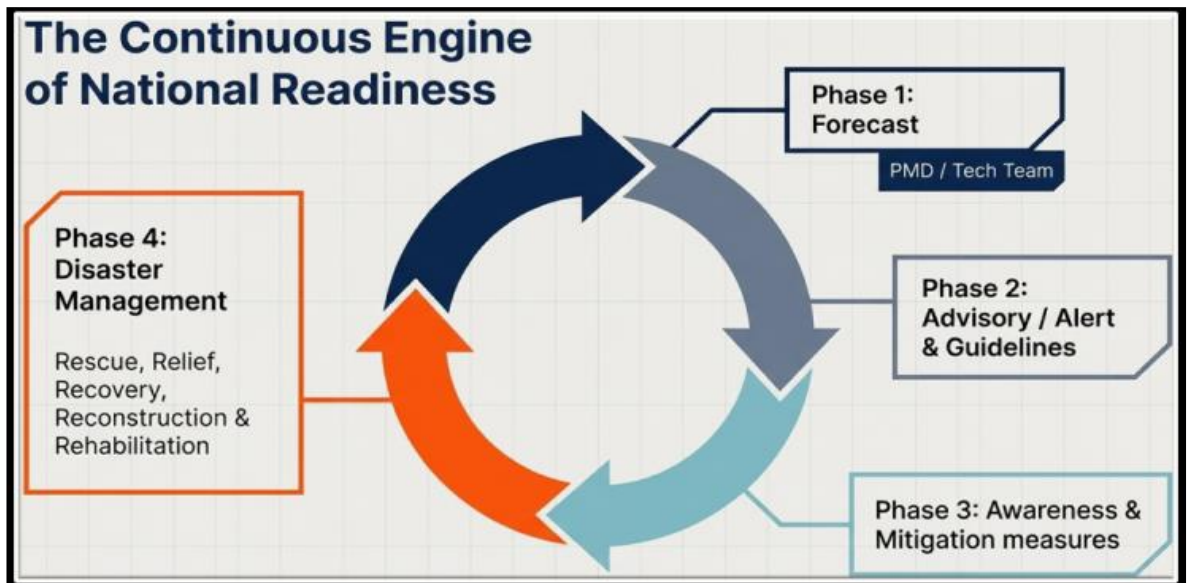 The Continuous Engine
of National Readiness
Phase 1:
Forecast
PMD / Tech Team
Phase 2:
Advisory / Alert
& Guidelines
Phase 3: Awareness &
Mitigation measures
Phase 4:
Disaster
Management
Rescue, Relief,
Recovery,
Reconstruction &
Rehabilitation